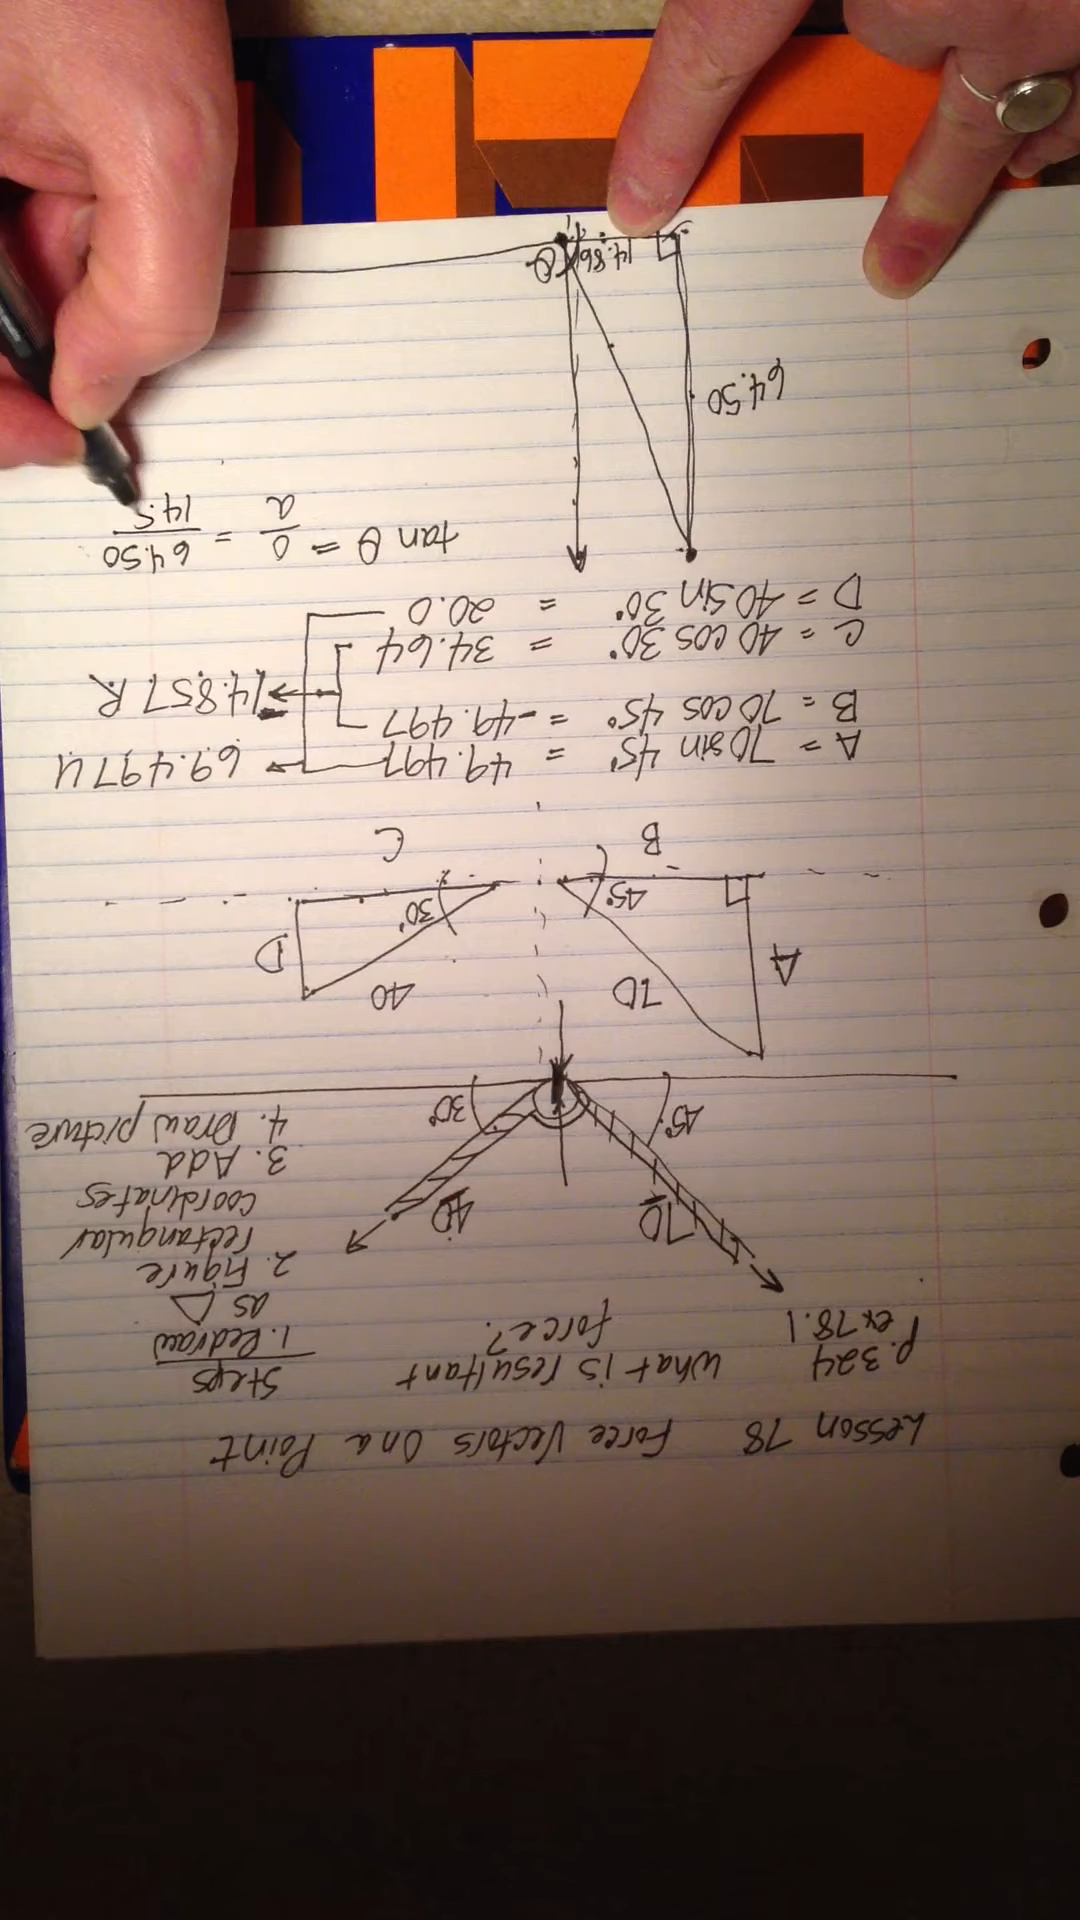 Lesson 78 Force Vectors On a Point
p. 324 What is resultant
ex 78.1 force?
Steps
1. Redraw
as △
2. Figure
rectangular
coordinates
3. Add
4. Draw picture
70
40
45°
30°
A
70
45°
B
40
30°
D
C
A = 70 sin 45° = 49.497 → 69.497 U
B = 70 cos 45° = -49.497
C = 40 cos 30° = 34.64 → -14.857 R
D = 40 sin 30° = 20.0
tan θ = o/a = 64.50/14.5
64.50
14.86
θ